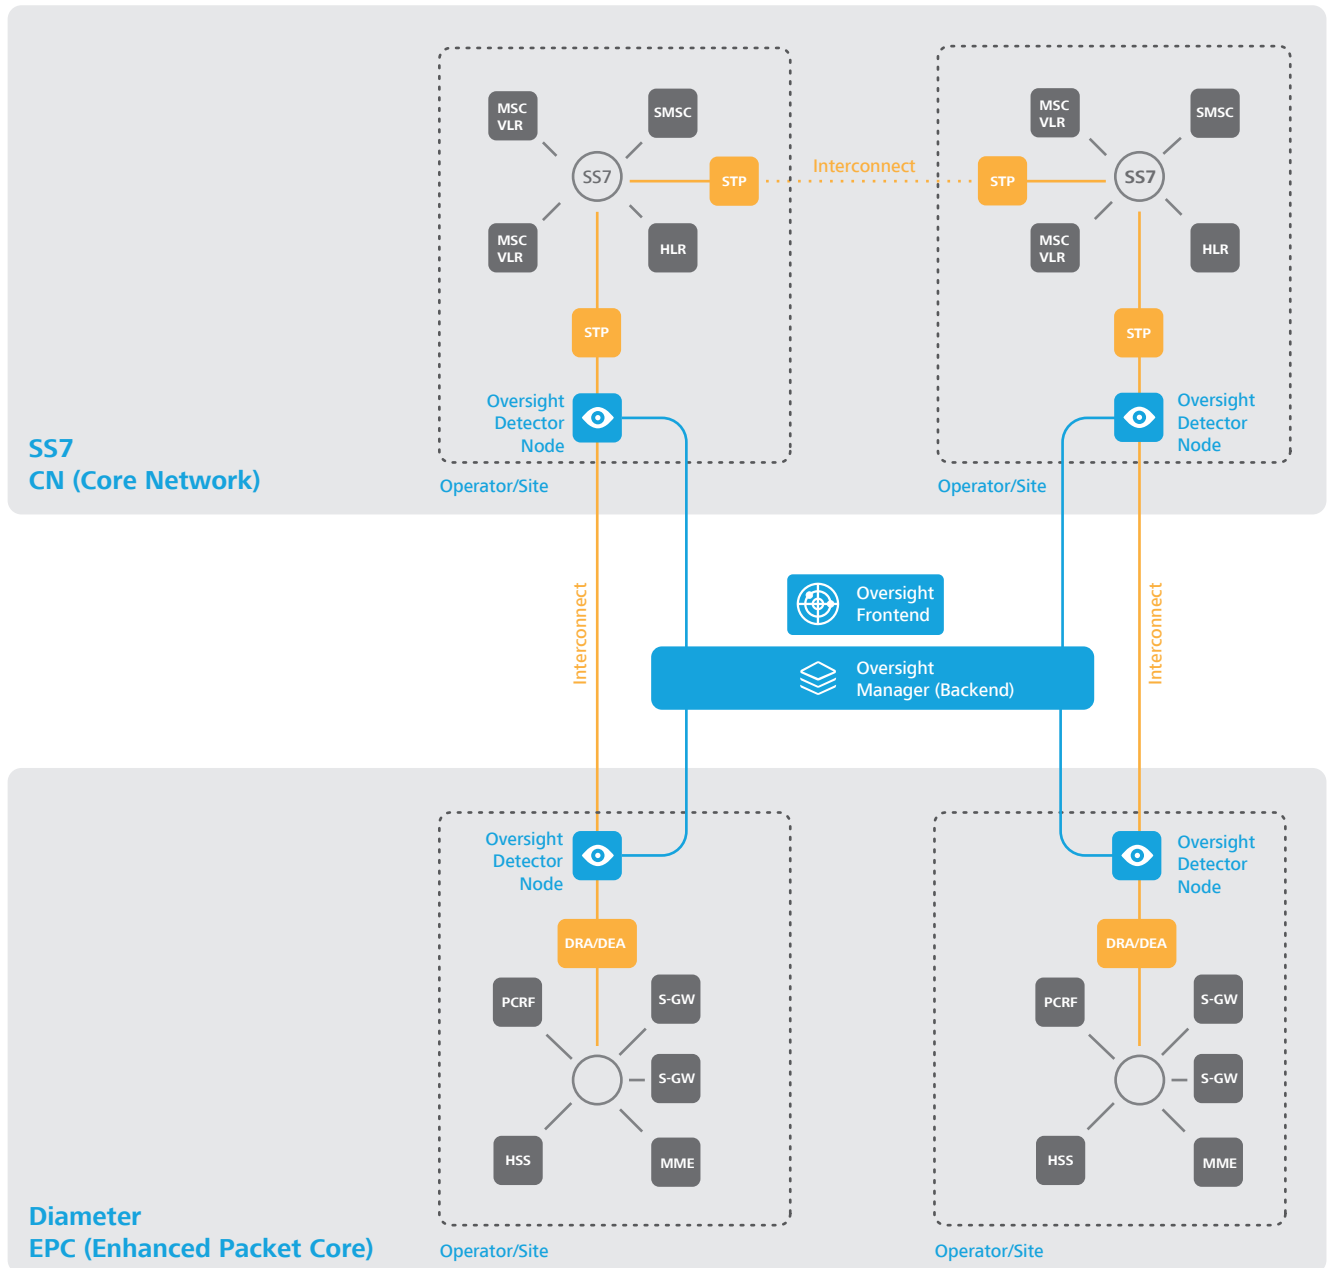 MSC
VLR
SMSC
SS7
STP
Interconnect
STP
MSC
VLR
SMSC
SS7
MSC
VLR
HLR
MSC
VLR
HLR
STP
STP
Oversight
Detector
Node
Oversight
Detector
Node
SS7
CN (Core Network)
Operator/Site
Operator/Site
Interconnect
Oversight
Frontend
Oversight
Manager (Backend)
Interconnect
Oversight
Detector
Node
Oversight
Detector
Node
DRA/DEA
DRA/DEA
PCRF
S-GW
S-GW
HSS
MME
PCRF
S-GW
S-GW
HSS
MME
Diameter
EPC (Enhanced Packet Core)
Operator/Site
Operator/Site